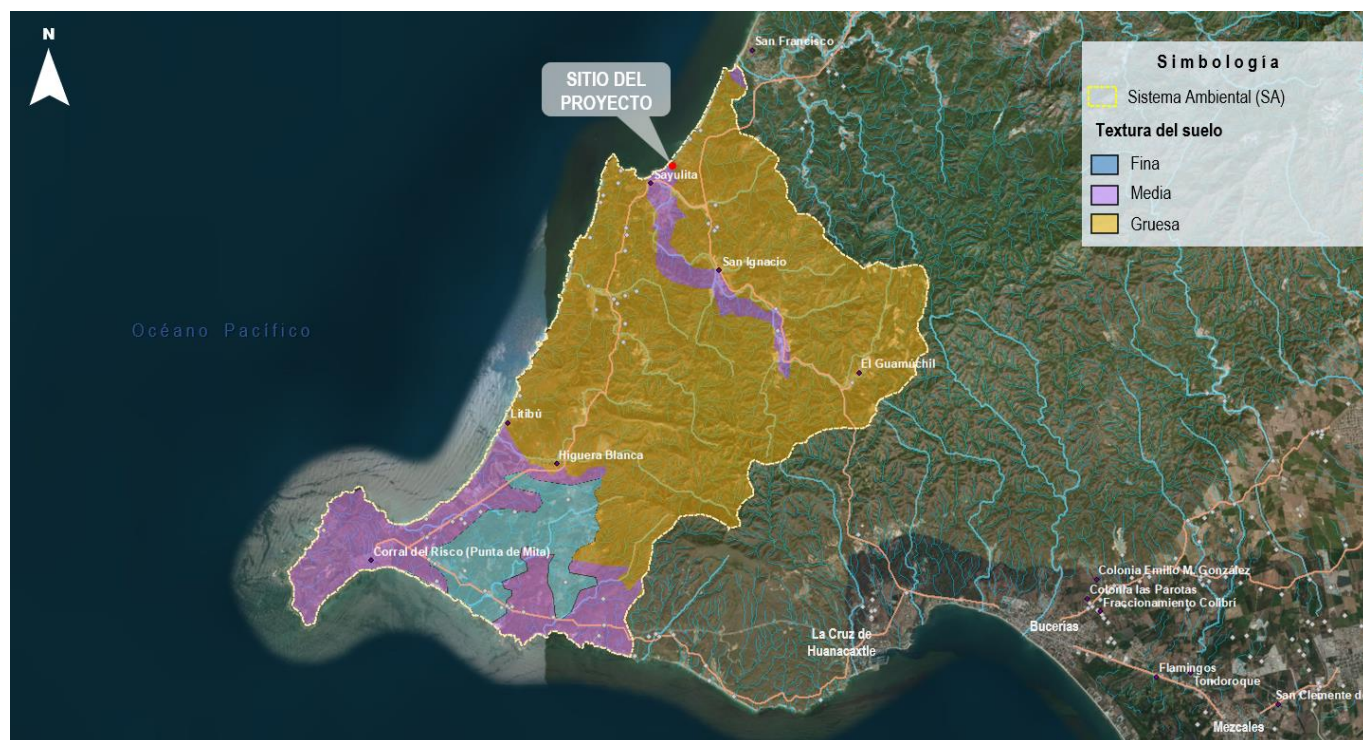 N
San Francisco
SITIO DEL
PROYECTO
Sayulita
San Ignacio
El Guamúchil
Océano Pacífico
Litibú
Higuera Blanca
Corral del Risco (Punta de Mita)
La Cruz de
Huanacaxtle
Colonia Emilio M. González
Colonia las Parotas
Fraccionamiento Colibrí
Bucerías
Flamingos
Tondoroque
San Clemente de
Mezcales
Simbología
Sistema Ambiental (SA)
Textura del suelo
Fina
Media
Gruesa